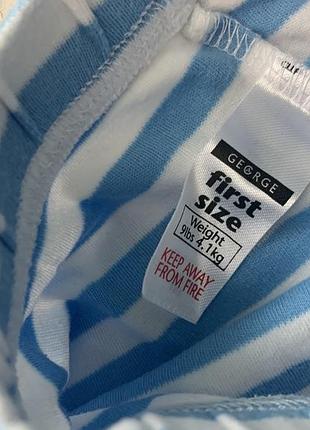 GEORGE
first
size
Weight
9lbs 4.1kg
KEEP AWAY
FROM FIRE